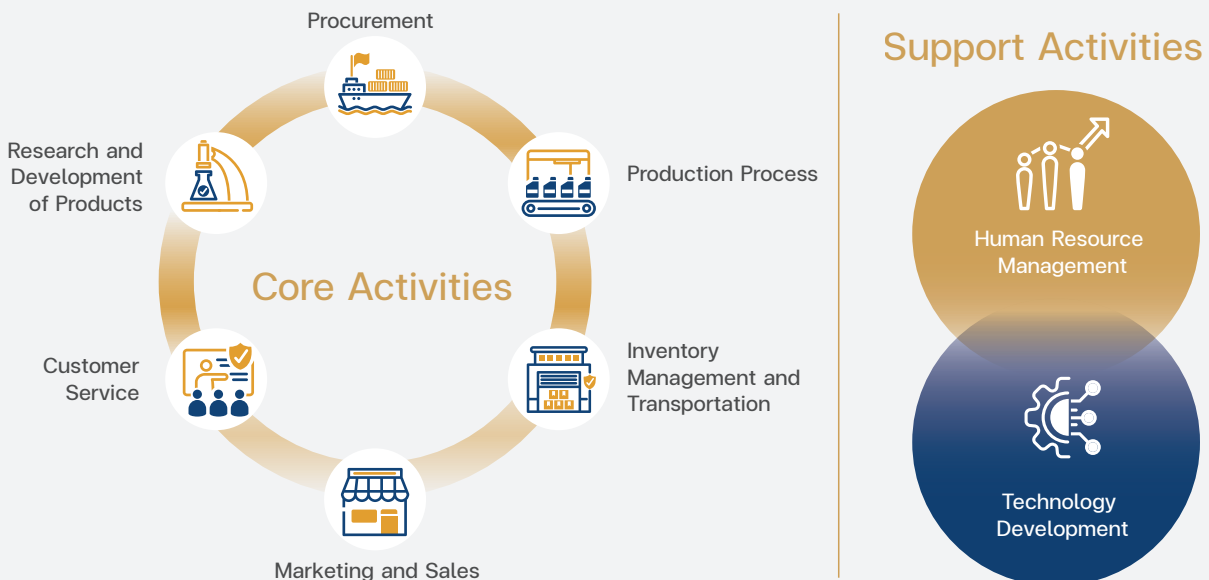 Procurement
Research and
Development
of Products
Production Process
Core Activities
Customer
Service
Inventory
Management and
Transportation
Marketing and Sales
Support Activities
Human Resource
Management
Technology
Development